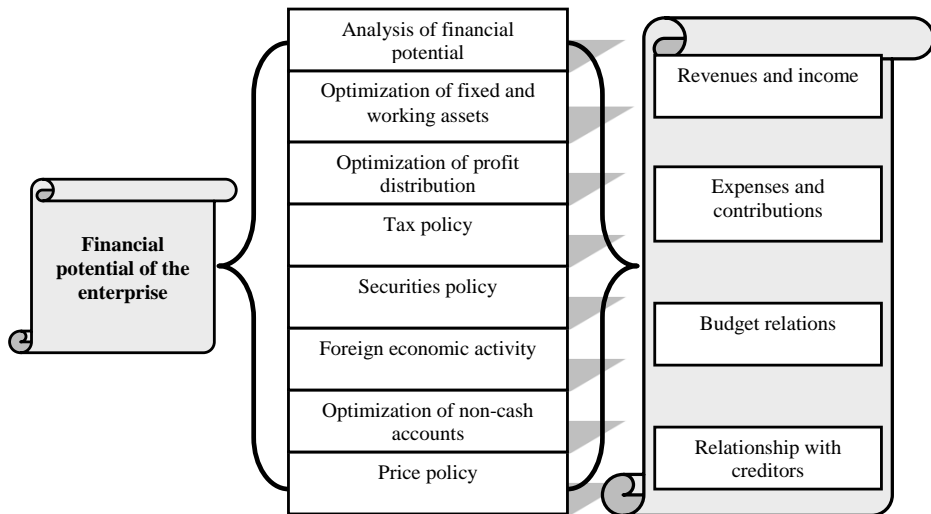 Financial
potential of the
enterprise
Analysis of financial
potential
Optimization of fixed and
working assets
Optimization of profit
distribution
Tax policy
Securities policy
Foreign economic activity
Optimization of non-cash
accounts
Price policy
Revenues and income
Expenses and
contributions
Budget relations
Relationship with
creditors